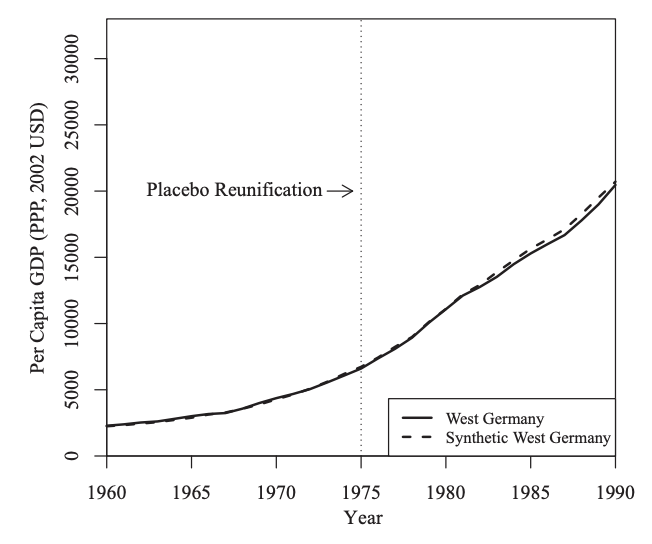 Per Capita GDP (PPP, 2002 USD)
30000
25000
20000
15000
10000
5000
0
Placebo Reunification
West Germany
Synthetic West Germany
1960 1965 1970 1975 1980 1985 1990
Year